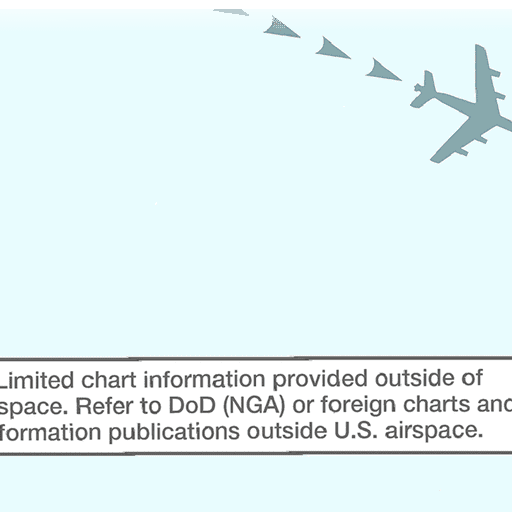 Limited chart information provided outside of
space. Refer to DoD (NGA) or foreign charts and
formation publications outside U.S. airspace.